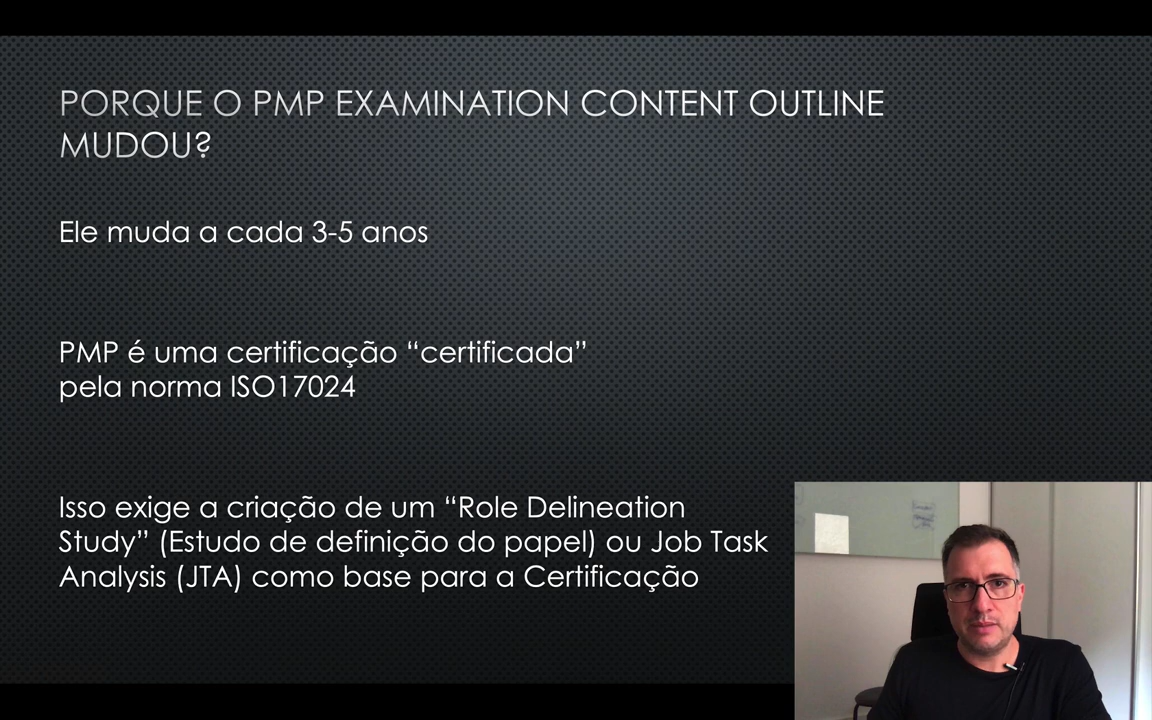 PORQUE O PMP EXAMINATION CONTENT OUTLINE
MUDOU?
Ele muda a cada 3-5 anos
PMP é uma certificação “certificada”
pela norma ISO17024
Isso exige a criação de um “Role Delineation
Study” (Estudo de definição do papel) ou Job Task
Analysis (JTA) como base para a Certificação